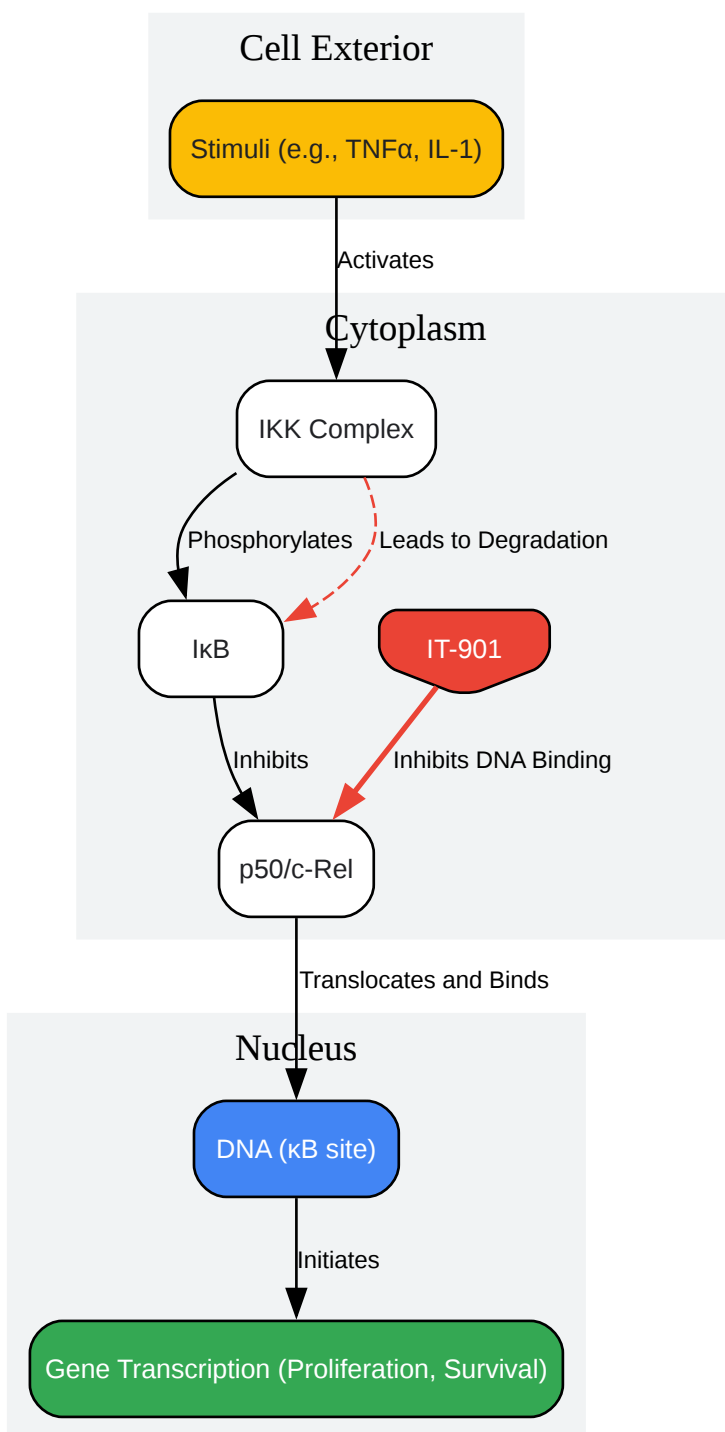 Cell Exterior
Stimuli (e.g., TNFα, IL-1)
Activates
Cytoplasm
IKK Complex
Phosphorylates
Leads to Degradation
IκB
IT-901
Inhibits
Inhibits DNA Binding
p50/c-Rel
Translocates and Binds
Nucleus
DNA (κB site)
Initiates
Gene Transcription (Proliferation, Survival)